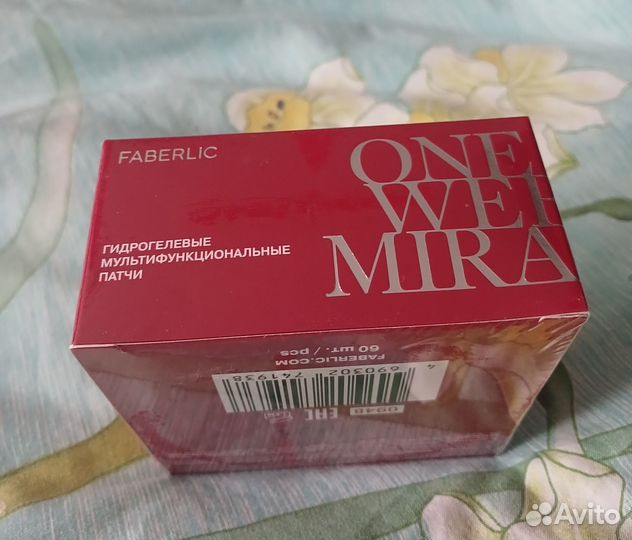 FABERLIC
ГИДРОГЕЛЕВЫЕ
МУЛЬТИФУНКЦИОНАЛЬНЫЕ
ПАТЧИ
ONE
WE
MIRA
0948 EAC
4 690302 741938
FABERLIC.COM
60 шт. / pcs
Avito